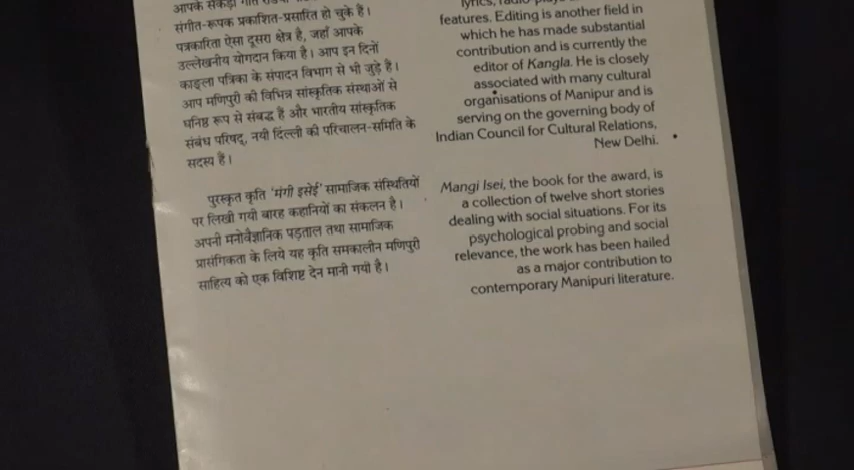 आपके सैकड़ों गीत
संगीत-रूपक प्रकाशित-प्रसारित हो चुके हैं।
पत्रकारिता ऐसा दूसरा क्षेत्र है, जहाँ आपके
उल्लेखनीय योगदान किया है। आप इन दिनों
काङ्ला पत्रिका के संपादन विभाग से भी जुड़े हैं।
आप मणिपुरी की विभिन्न सांस्कृतिक संस्थाओं से
घनिष्ठ रूप से संबद्ध हैं और भारतीय सांस्कृतिक
संबंध परिषद्, नयी दिल्ली की परिचालन-समिति के
सदस्य हैं।
पुरस्कृत कृति 'मंगी इसेई' सामाजिक संस्थितियों
पर लिखी गयी बारह कहानियों का संकलन है।
अपनी मनोवैज्ञानिक पड़ताल तथा सामाजिक
प्रासंगिकता के लिये यह कृति समकालीन मणिपुरी
साहित्य को एक विशिष्ट देन मानी गयी है।
lyrics, radio plays
features. Editing is another field in
which he has made substantial
contribution and is currently the
editor of Kangla. He is closely
associated with many cultural
organisations of Manipur and is
serving on the governing body of
Indian Council for Cultural Relations,
New Delhi.
Mangi Isei, the book for the award, is
a collection of twelve short stories
dealing with social situations. For its
psychological probing and social
relevance, the work has been hailed
as a major contribution to
contemporary Manipuri literature.